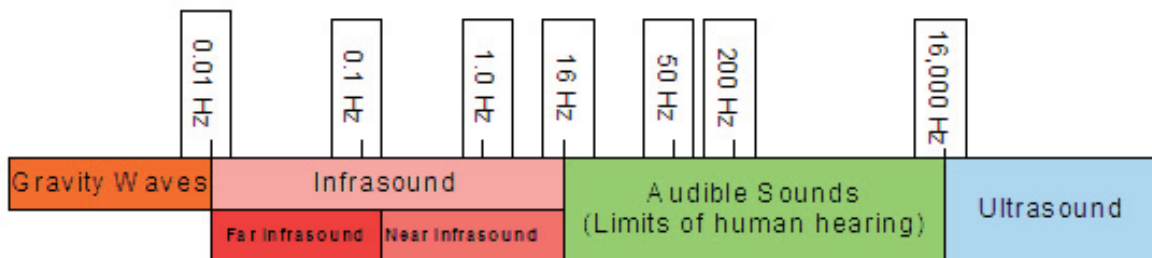 0.01 Hz
0.1 Hz
1.0 Hz
16 Hz
50 Hz
200 Hz
16,000 Hz
Gravity Waves
Infrasound
Far Infrasound
Near Infrasound
Audible Sounds
(Limits of human hearing)
Ultrasound